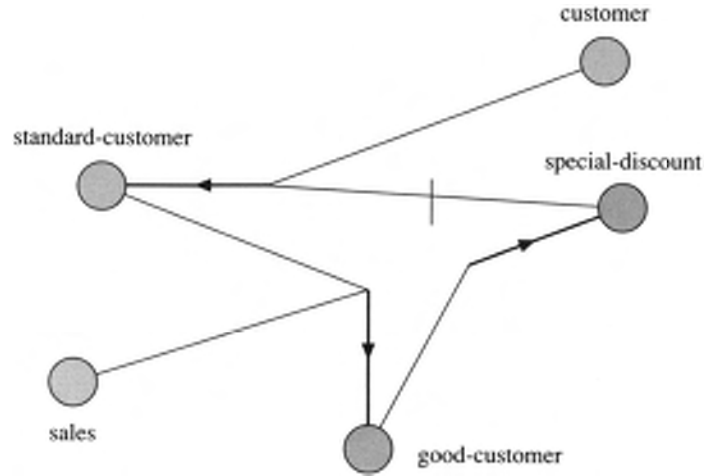 customer
standard-customer
special-discount
sales
good-customer